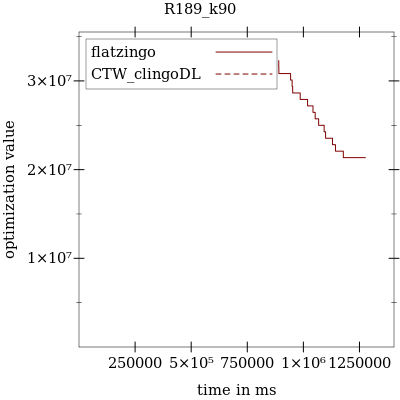 R189_k90
flatzingo
CTW_clingoDL
3×10⁷
2×10⁷
1×10⁷
optimization value
250000 5×10⁵ 750000 1×10⁶ 1250000
time in ms